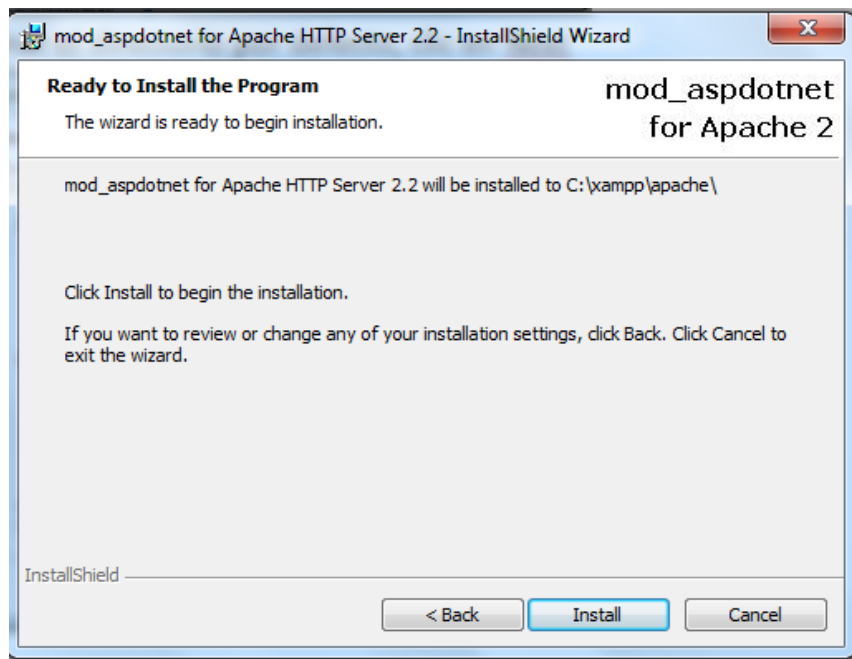 mod_aspdotnet for Apache HTTP Server 2.2 - InstallShield Wizard
Ready to Install the Program
The wizard is ready to begin installation.
mod_aspdotnet
for Apache 2
mod_aspdotnet for Apache HTTP Server 2.2 will be installed to C:\xampp\apache\
Click Install to begin the installation.
If you want to review or change any of your installation settings, click Back. Click Cancel to
exit the wizard.
InstallShield
< Back
Install
Cancel